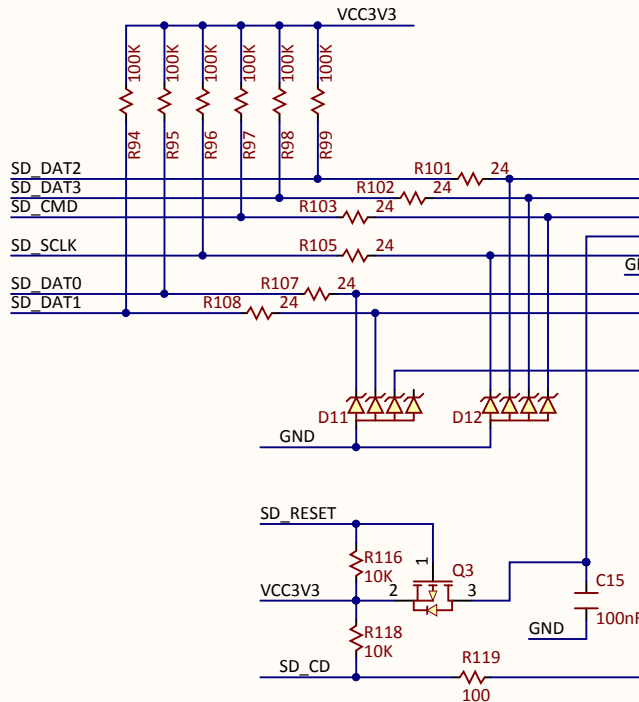 VCC3V3
100K 100K 100K 100K 100K 100K
R94 R95 R96 R97 R98 R99
SD_DAT2 R101 24
SD_DAT3 R102 24
SD_CMD R103 24
SD_SCLK R105 24
SD_DAT0 R107 24
SD_DAT1 R108 24
D11 D12
GND
SD_RESET
1
R116 Q3
10K
VCC3V3 2 3
C15
100nF
R118 GND
10K
SD_CD R119
100